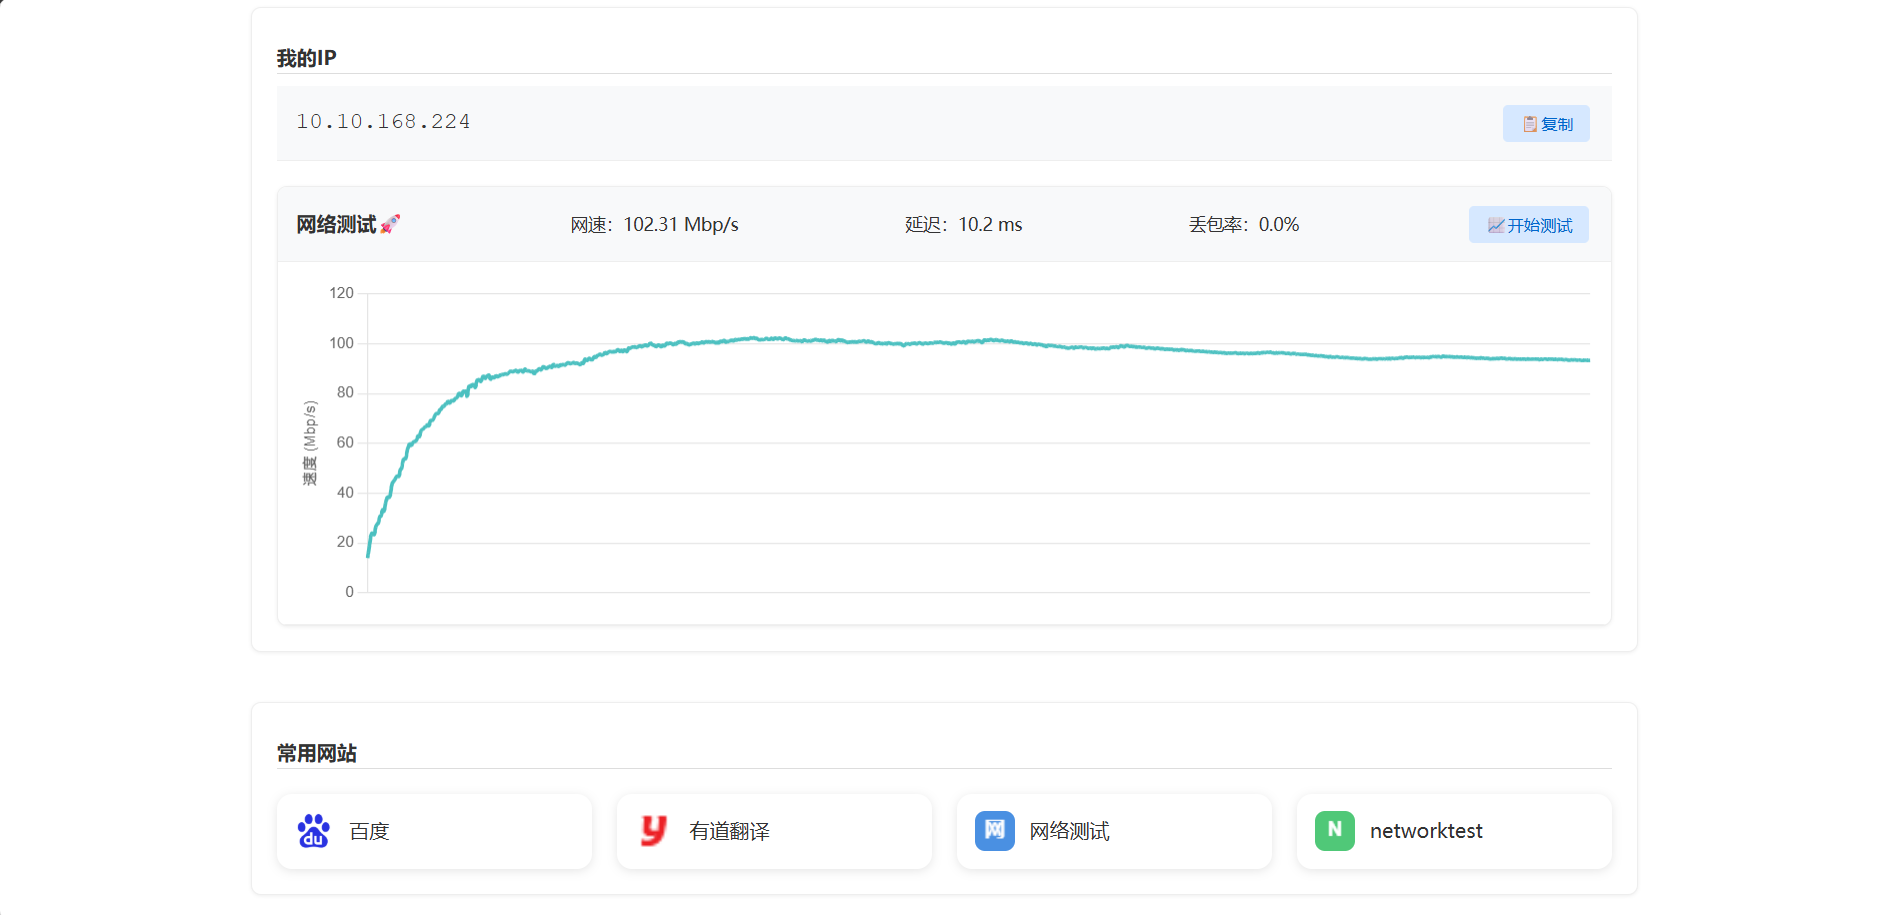 我的IP
10.10.168.224
📋复制
网络测试🚀
网速：102.31 Mbp/s
延迟：10.2 ms
丢包率：0.0%
📈开始测试
120
100
80
60
40
20
0
速度 (Mbp/s)
常用网站
du 百度
y 有道翻译
网 网络测试
N networktest